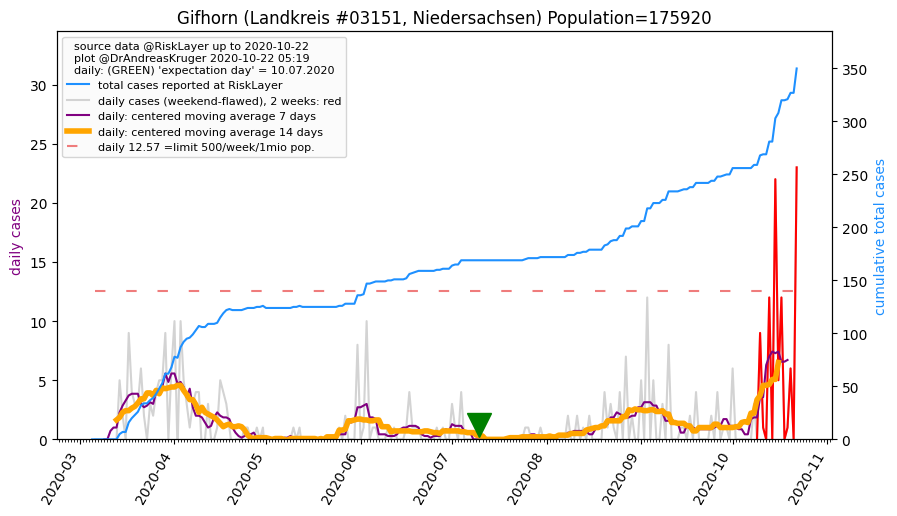 Gifhorn (Landkreis #03151, Niedersachsen) Population=175920
source data @RiskLayer up to 2020-10-22
plot @DrAndreasKruger 2020-10-22 05:19
daily: (GREEN) 'expectation day' = 10.07.2020
total cases reported at RiskLayer
daily cases (weekend-flawed), 2 weeks: red
daily: centered moving average 7 days
daily: centered moving average 14 days
daily 12.57 =limit 500/week/1mio pop.
daily cases
30
25
20
15
10
5
0
cumulative total cases
350
300
250
200
150
100
50
0
2020-03
2020-04
2020-05
2020-06
2020-07
2020-08
2020-09
2020-10
2020-11